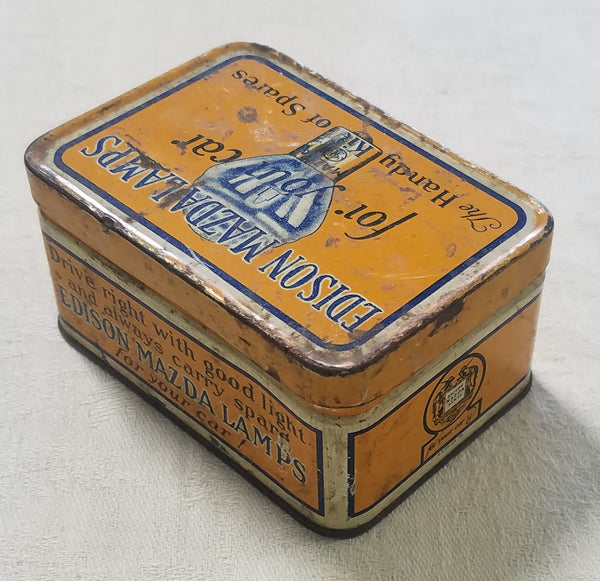 The Handy Kit of Spares
for your car
EDISON MAZDA LAMPS
Drive right with good light
and always carry spare
EDISON MAZDA LAMPS
for your car!